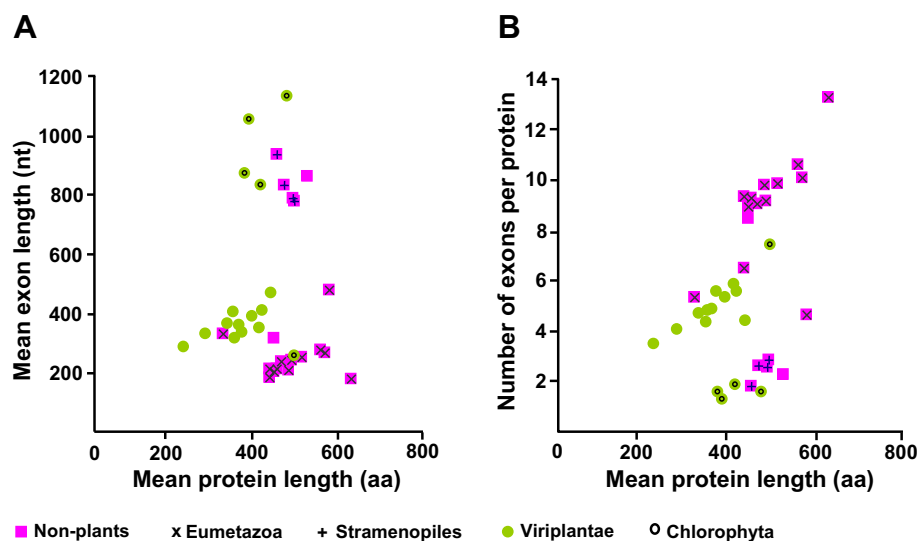 A
B
1200
1000
800
600
400
200
0
200
400
600
800
Mean exon length (nt)
Mean protein length (aa)
14
12
10
8
6
4
2
0
200
400
600
800
Number of exons per protein
Mean protein length (aa)
Non-plants
Eumetazoa
Stramenopiles
Viriplantae
Chlorophyta